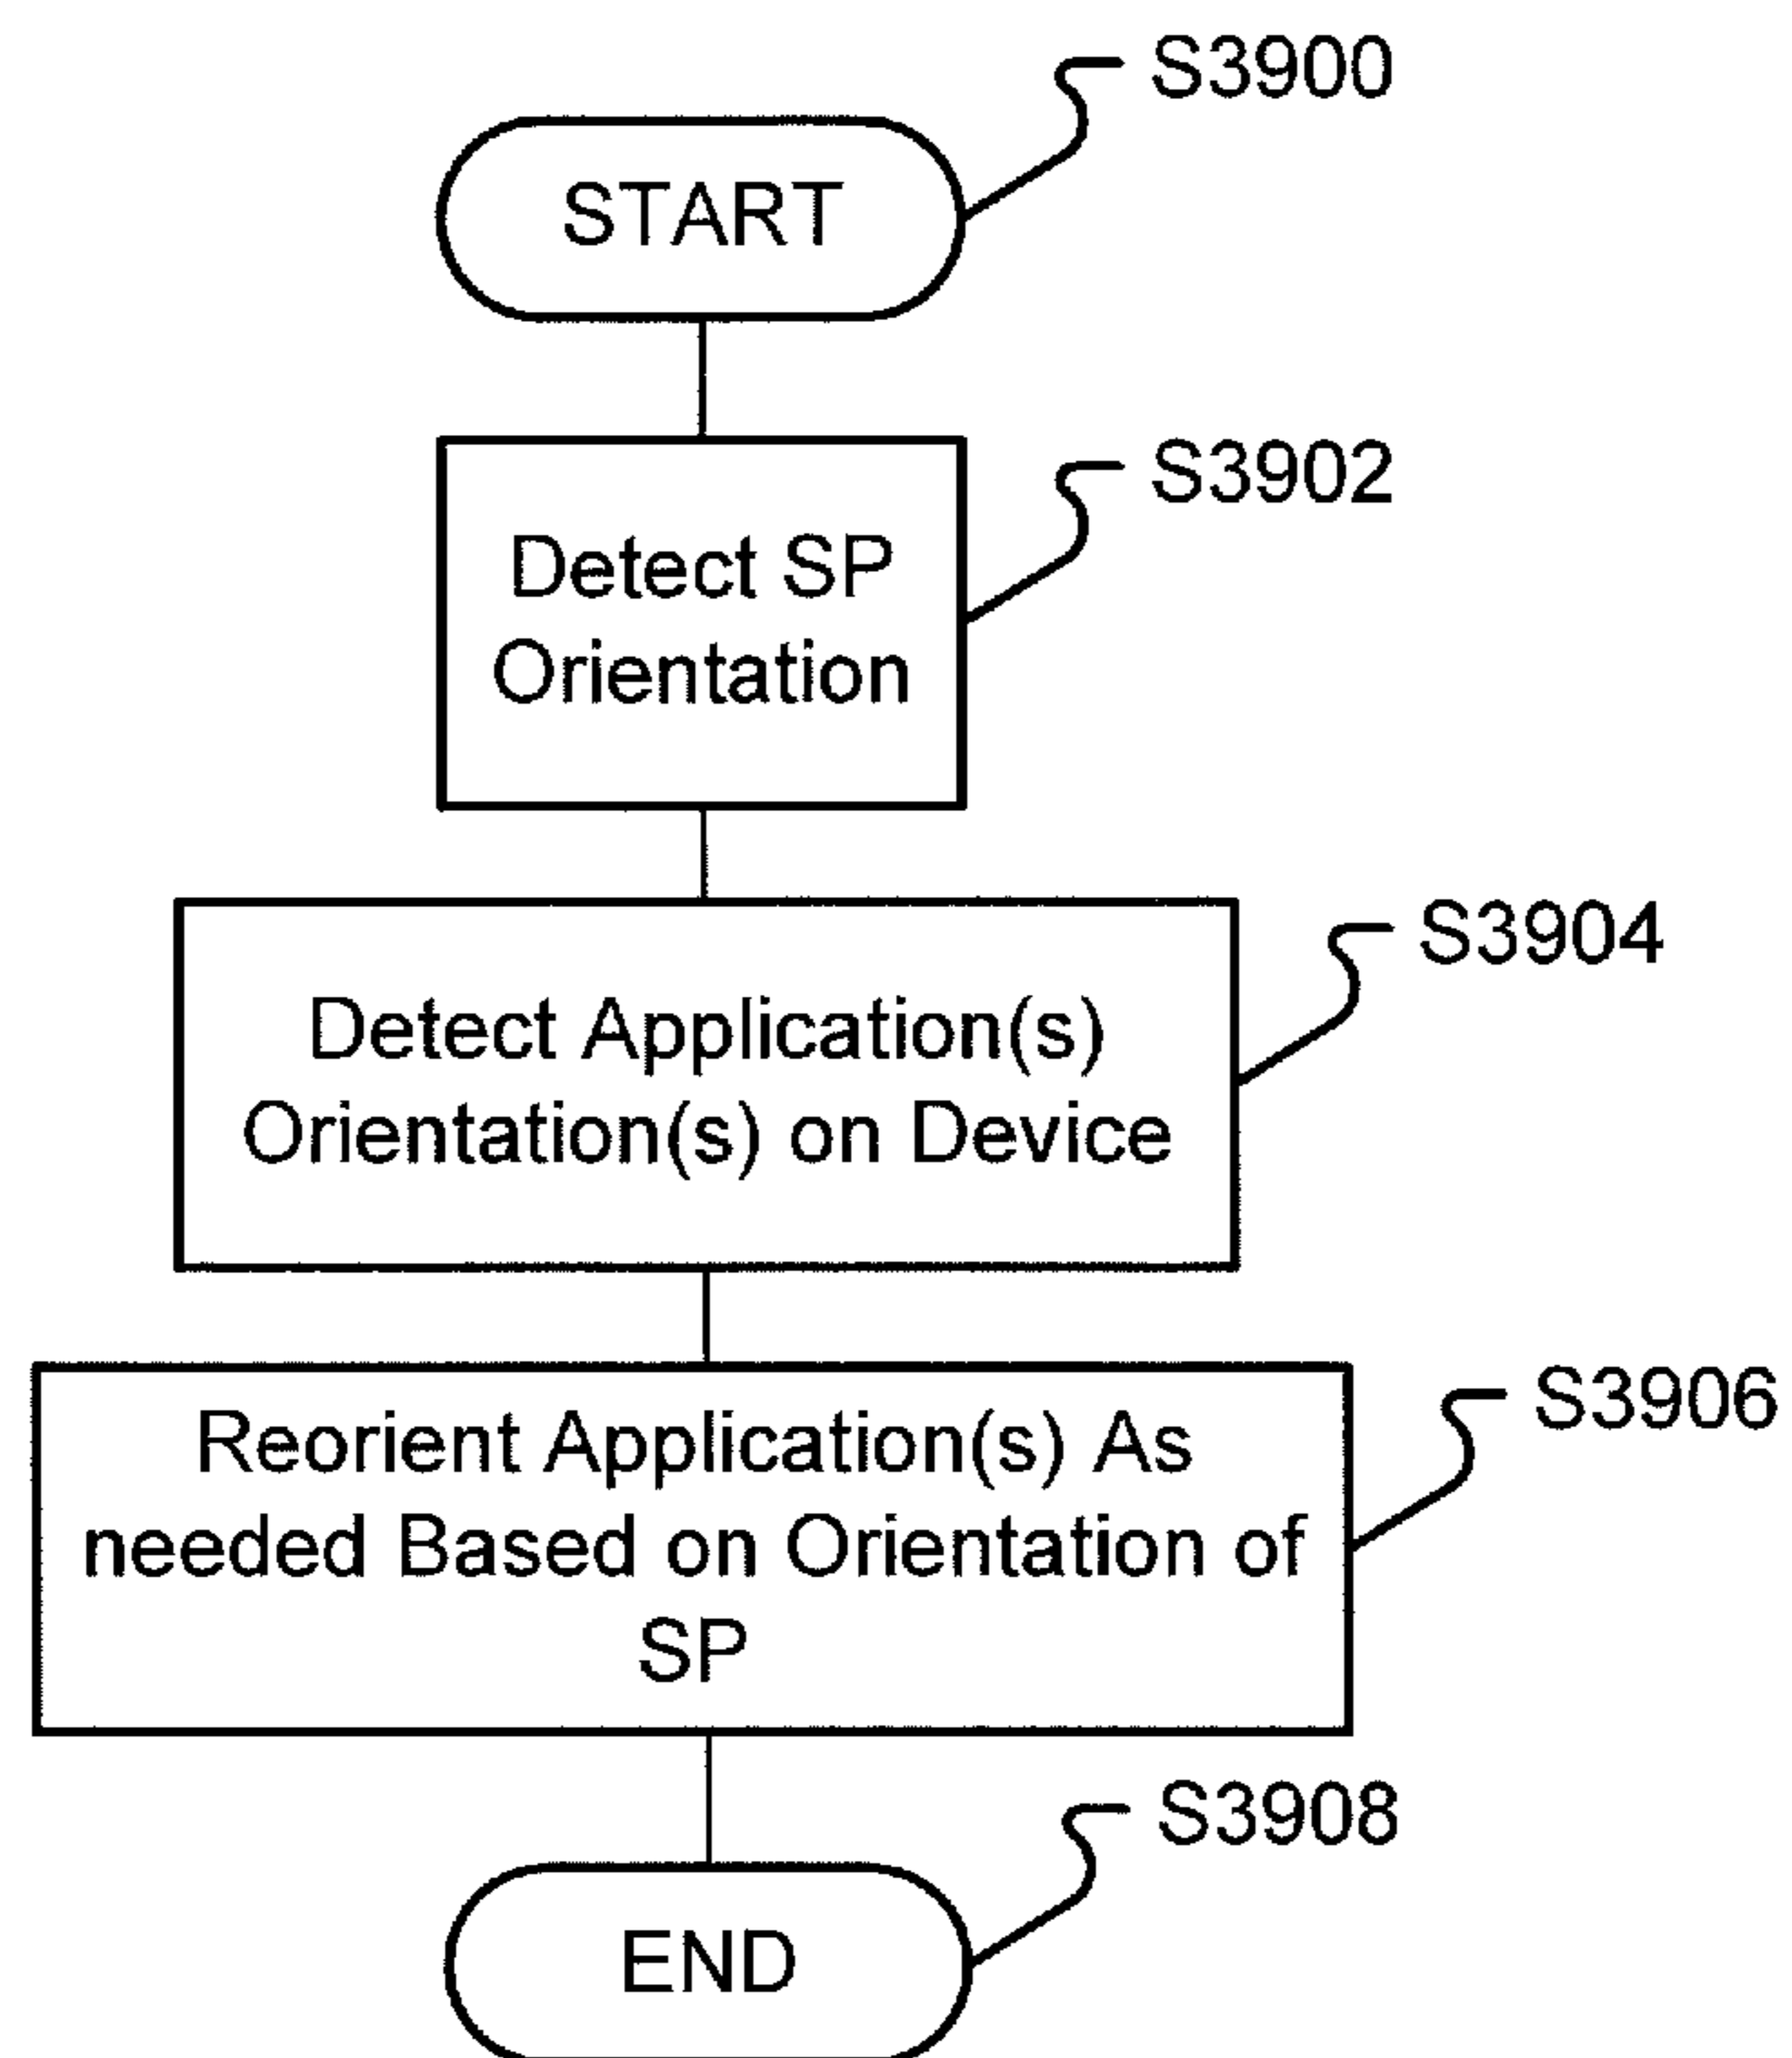 S3900
START
S3902
Detect SP
Orientation
S3904
Detect Application(s)
Orientation(s) on Device
S3906
Reorient Application(s) As
needed Based on Orientation of
SP
S3908
END